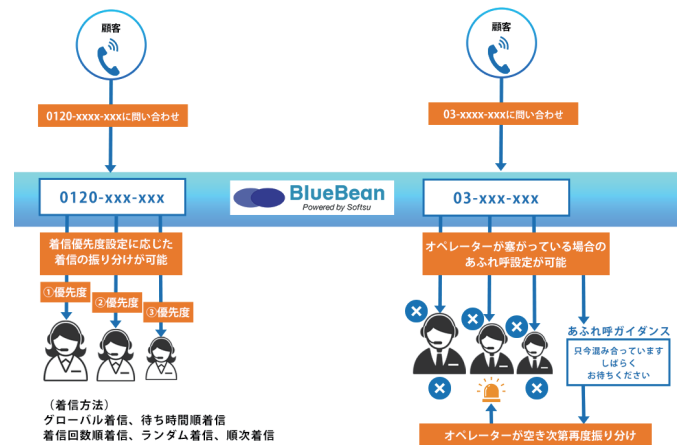 顧客
顧客
0120-xxxx-xxxに問い合わせ
03-xxxx-xxxに問い合わせ
0120-xxx-xxx
BlueBean
Powered by Softsu
03-xxx-xxx
着信優先度設定に応じた
着信の振り分けが可能
オペレーターが塞がっている場合の
あふれ呼設定が可能
①優先度
②優先度
③優先度
あふれ呼ガイダンス
只今混み合っています
しばらく
お待ちください
（着信方法）
グローバル着信、待ち時間順着信
着信回数順着信、ランダム着信、順次着信
オペレーターが空き次第再度振り分け